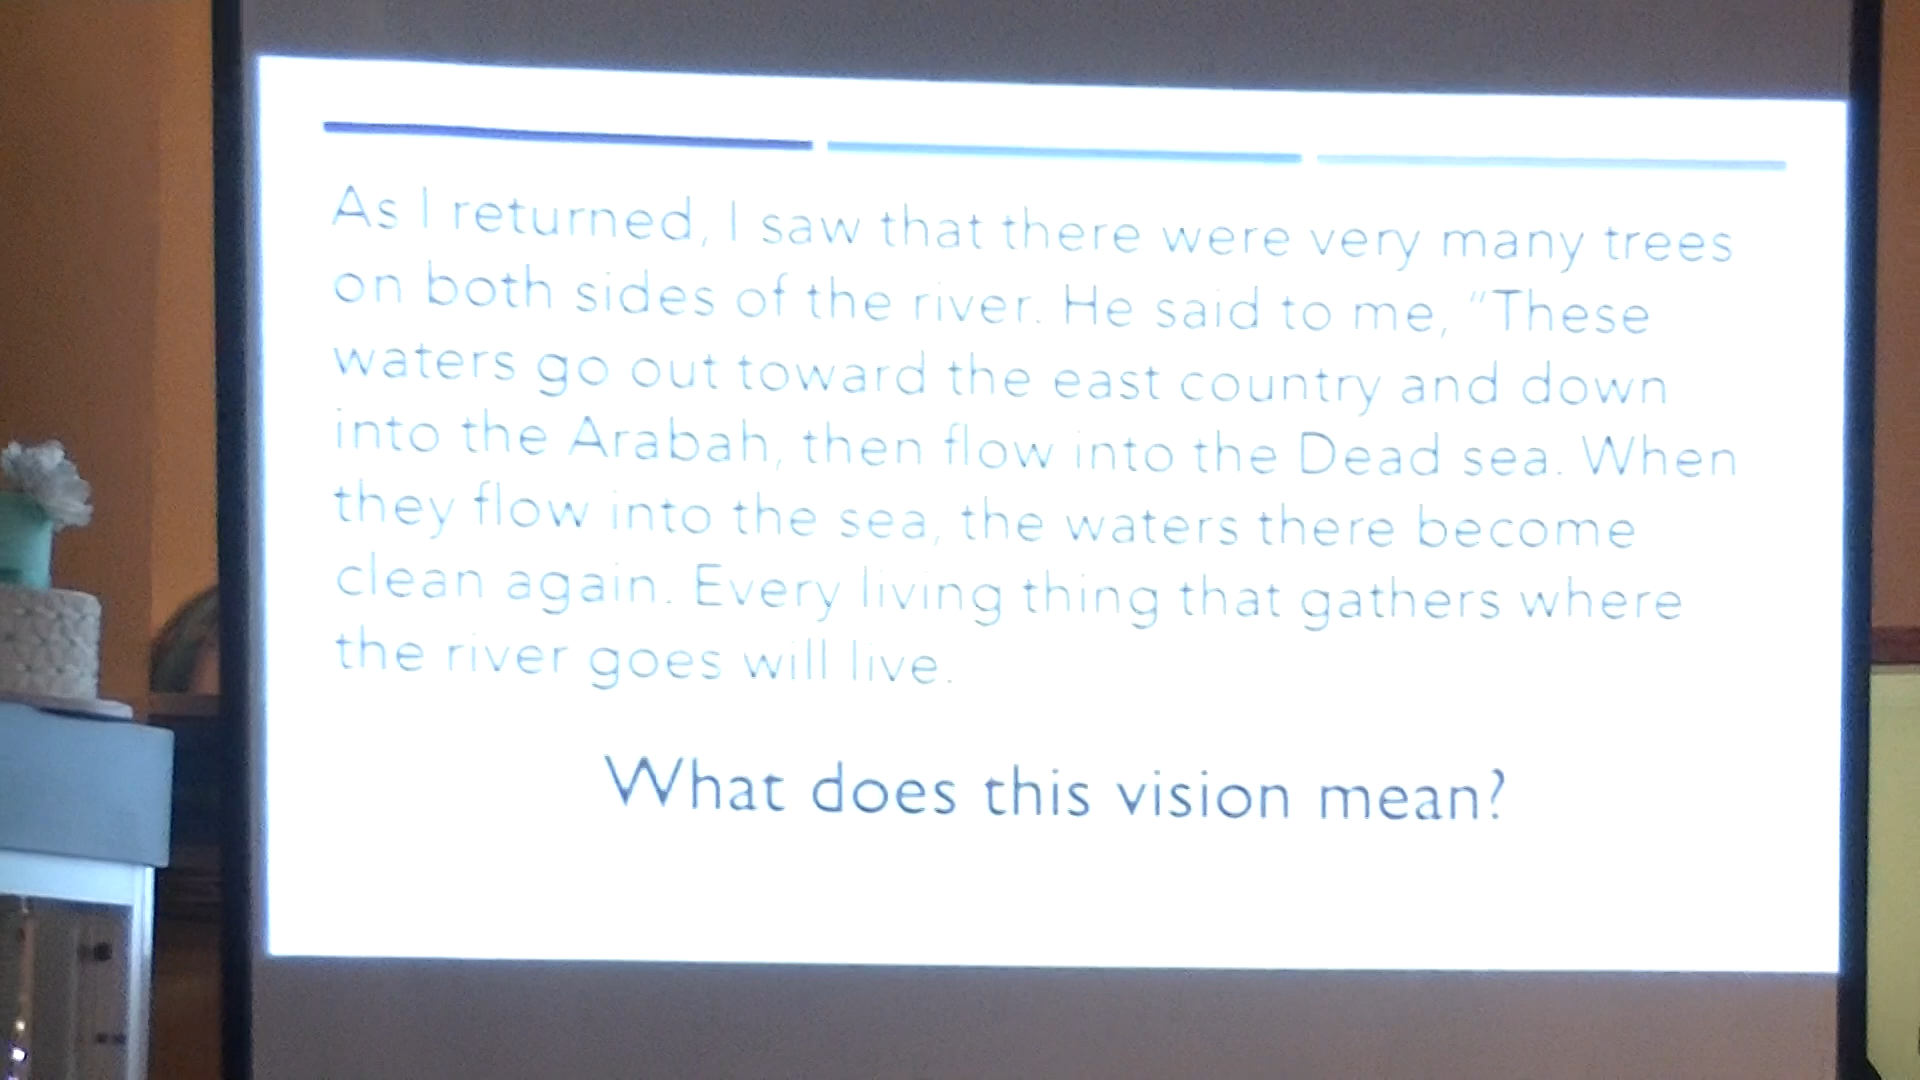 As I returned, I saw that there were very many trees
on both sides of the river. He said to me, "These
waters go out toward the east country and down
into the Arabah, then flow into the Dead sea. When
they flow into the sea, the waters there become
clean again. Every living thing that gathers where
the river goes will live.
What does this vision mean?